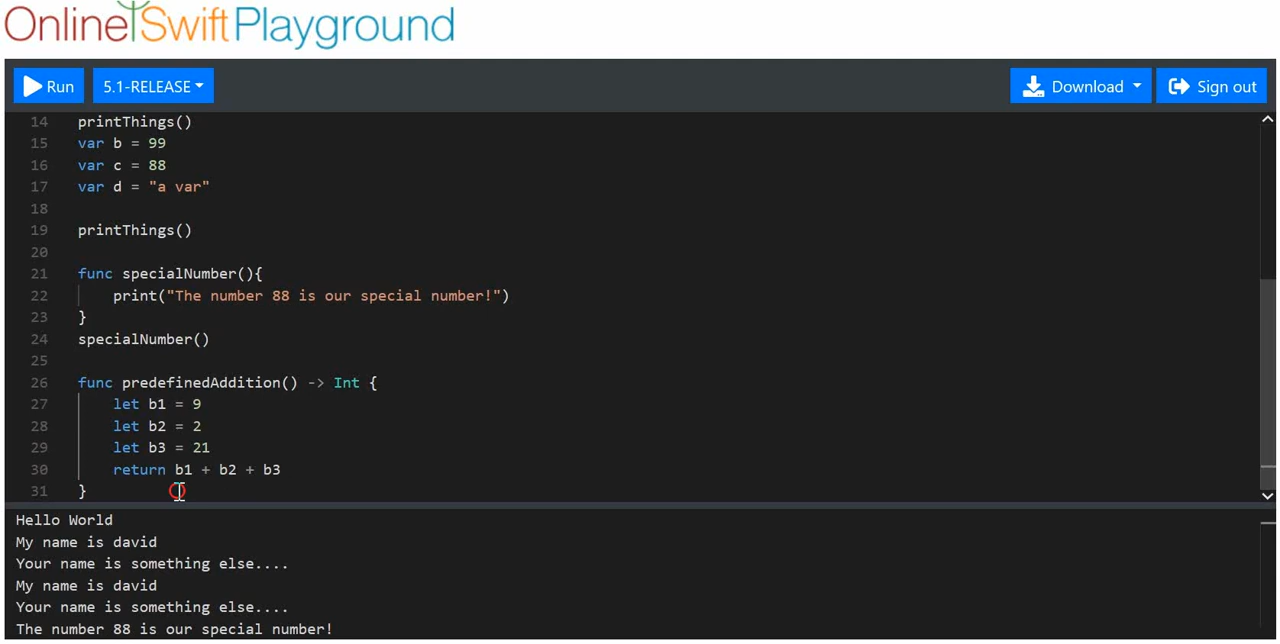 Online Swift Playground
Run
5.1-RELEASE
Download
Sign out
14 printThings()
15 var b = 99
16 var c = 88
17 var d = "a var"
18
19 printThings()
20
21 func specialNumber(){
22 print("The number 88 is our special number!")
23 }
24 specialNumber()
25
26 func predefinedAddition() -> Int {
27 let b1 = 9
28 let b2 = 2
29 let b3 = 21
30 return b1 + b2 + b3
31 }
Hello World
My name is david
Your name is something else....
My name is david
Your name is something else....
The number 88 is our special number!